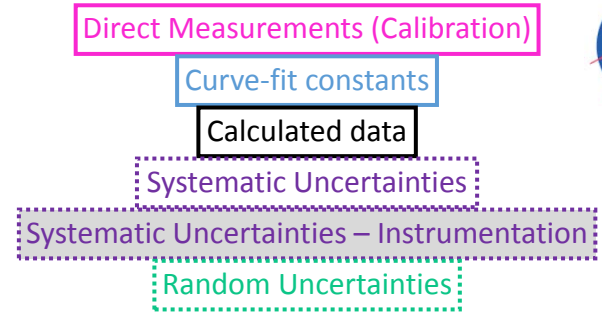 Direct Measurements (Calibration)
Curve-fit constants
Calculated data
Systematic Uncertainties
Systematic Uncertainties – Instrumentation
Random Uncertainties